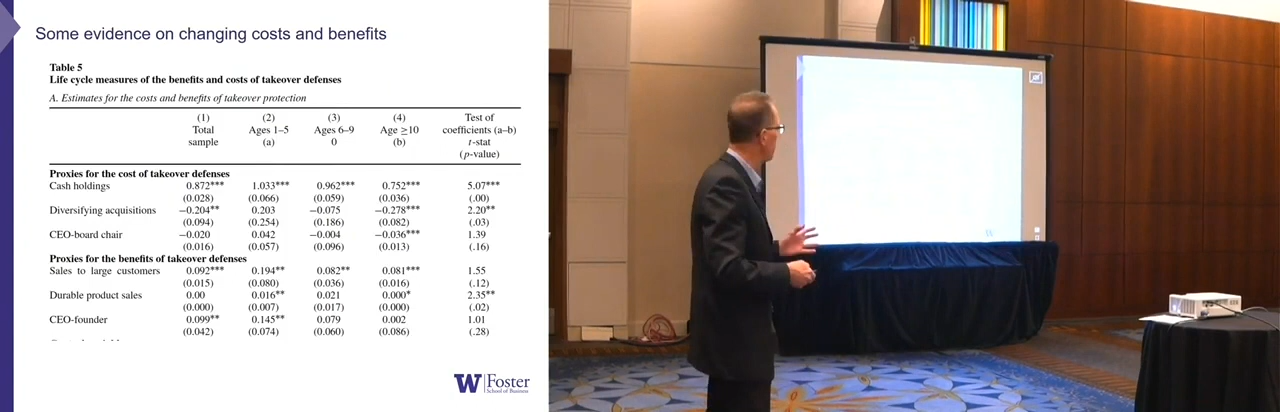 Some evidence on changing costs and benefits
Table 5
Life cycle measures of the benefits and costs of takeover defenses
A. Estimates for the costs and benefits of takeover protection
(1) (2) (3) (4) Test of
Total Ages 1–5 Ages 6–9 Age ≥10 coefficients (a–b)
sample (a) 0 (b) t-stat
(p-value)
Proxies for the cost of takeover defenses
Cash holdings 0.872*** 1.033*** 0.962*** 0.752*** 5.07***
(0.028) (0.066) (0.059) (0.036) (.00)
Diversifying acquisitions −0.204** 0.203 −0.075 −0.278*** 2.20**
(0.094) (0.254) (0.186) (0.082) (.03)
CEO-board chair −0.020 0.042 −0.004 −0.036*** 1.39
(0.016) (0.057) (0.096) (0.013) (.16)
Proxies for the benefits of takeover defenses
Sales to large customers 0.092*** 0.194** 0.082** 0.081*** 1.55
(0.015) (0.080) (0.036) (0.016) (.12)
Durable product sales 0.00 0.016** 0.021 0.000* 2.35**
(0.000) (0.007) (0.017) (0.000) (.02)
CEO-founder 0.099** 0.145** 0.079 0.002 1.01
(0.042) (0.074) (0.060) (0.086) (.28)
W Foster
School of Business